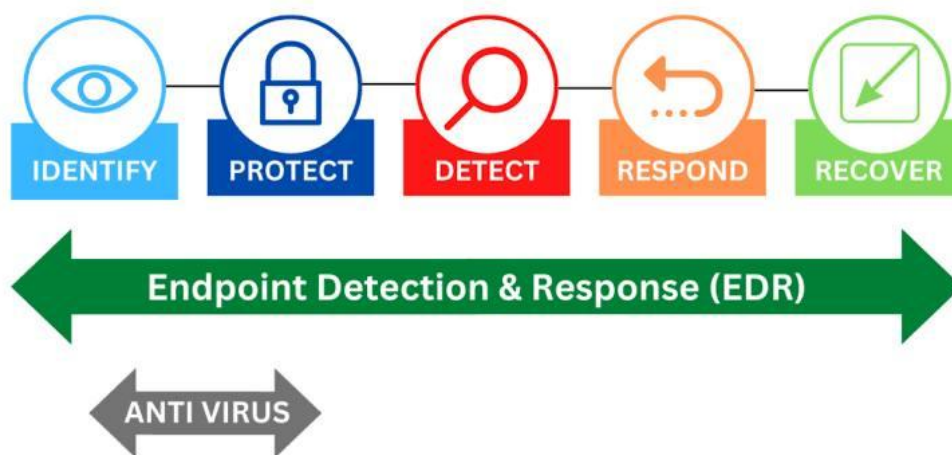 IDENTIFY
PROTECT
DETECT
RESPOND
RECOVER
Endpoint Detection & Response (EDR)
ANTI VIRUS